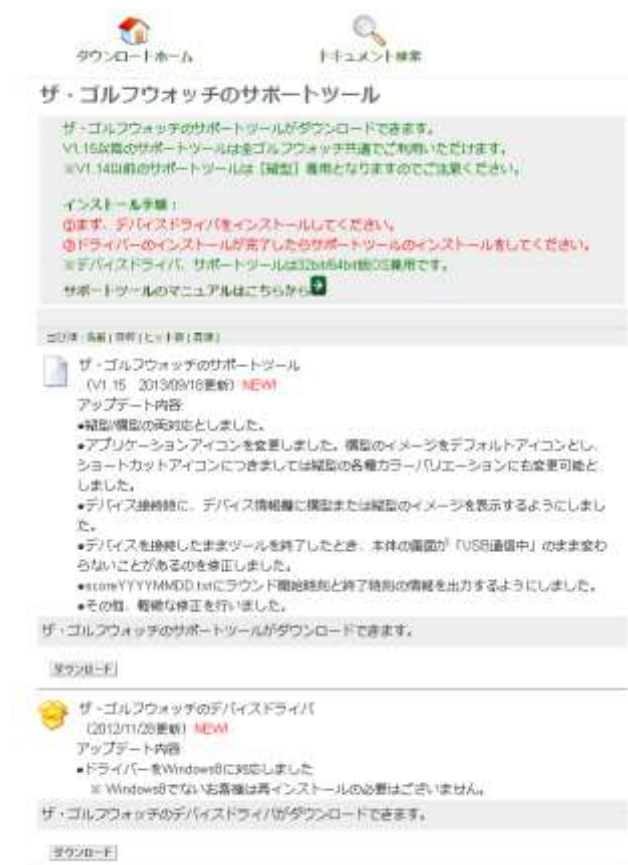 ダウンロードホーム
ドキュメント検索
ザ・ゴルフウォッチのサポートツール
ザ・ゴルフウォッチのサポートツールがダウンロードできます。
V1.15以降のサポートツールは全ゴルフウォッチ共通でご利用いただけます。
※V1.14以前のサポートツールは【縦型】専用となりますのでご注意ください。
インストール手順：
①まず、デバイスドライバをインストールしてください。
②ドライバーのインストールが完了したらサポートツールのインストールをしてください。
※デバイスドライバ、サポートツールは32bit/64bit版OS兼用です。
サポートツールのマニュアルはこちらから
ザ・ゴルフウォッチのサポートツール
（V1.15 2013/09/18更新）NEW!
アップデート内容
●縦型/横型の両対応としました。
●アプリケーションアイコンを変更しました。横型のイメージをデフォルトアイコンとし、
ショートカットアイコンにつきましては縦型の各種カラーバリエーションにも変更可能と
しました。
●デバイス接続時に、デバイス情報欄に横型または縦型のイメージを表示するようにしまし
た。
●デバイスを接続したままツールを終了したとき、本体の画面が「USB通信中」のまま変わ
らないことがあるのを修正しました。
●scoreYYYYMMDD.txtにラウンド開始時刻と終了時刻の情報を出力するようにしました。
●その他、軽微な修正を行いました。
ザ・ゴルフウォッチのサポートツールがダウンロードできます。
ダウンロード
ザ・ゴルフウォッチのデバイスドライバ
（2012/11/28更新）NEW!
アップデート内容
●ドライバーをWindows8に対応しました
※ Windows8でないお客様は再インストールの必要はございません。
ザ・ゴルフウォッチのデバイスドライバがダウンロードできます。
ダウンロード